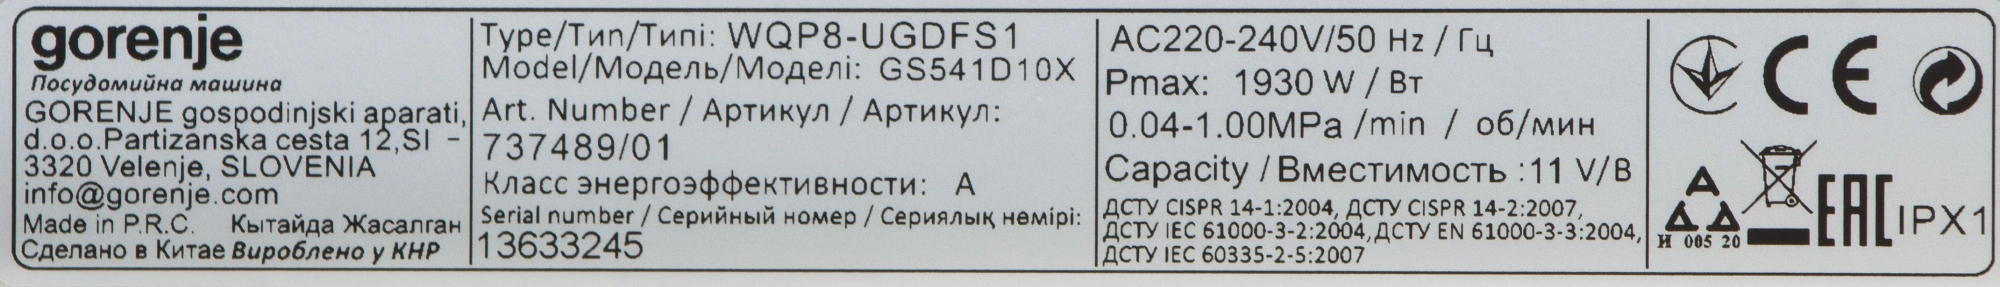 gorenje
Посудомийна машина
GORENJE gospodinjski aparati,
d.o.o.Partizanska cesta 12,SI –
3320 Velenje, SLOVENIA
info@gorenje.com
Made in P.R.C. Кытайда Жасалган
Сделано в Китае Вироблено у КНР
Type/Тип/Типі: WQP8-UGDFS1
Model/Модель/Моделі: GS541D10X
Art. Number / Артикул / Артикул:
737489/01
Класс энергоэффективности: A
Serial number / Серийный номер / Сериялық нөмірі:
13633245
AC220-240V/50 Hz / Гц
Pmax: 1930 W / Вт
0.04-1.00MPa /min / об/мин
Capacity / Вместимость :11 V/B
ДСТУ CISPR 14-1:2004, ДСТУ CISPR 14-2:2007,
ДСТУ IEC 61000-3-2:2004,ДСТУ EN 61000-3-3:2004,
ДСТУ IEC 60335-2-5:2007
CE
И 005 20
EAC
IPX1